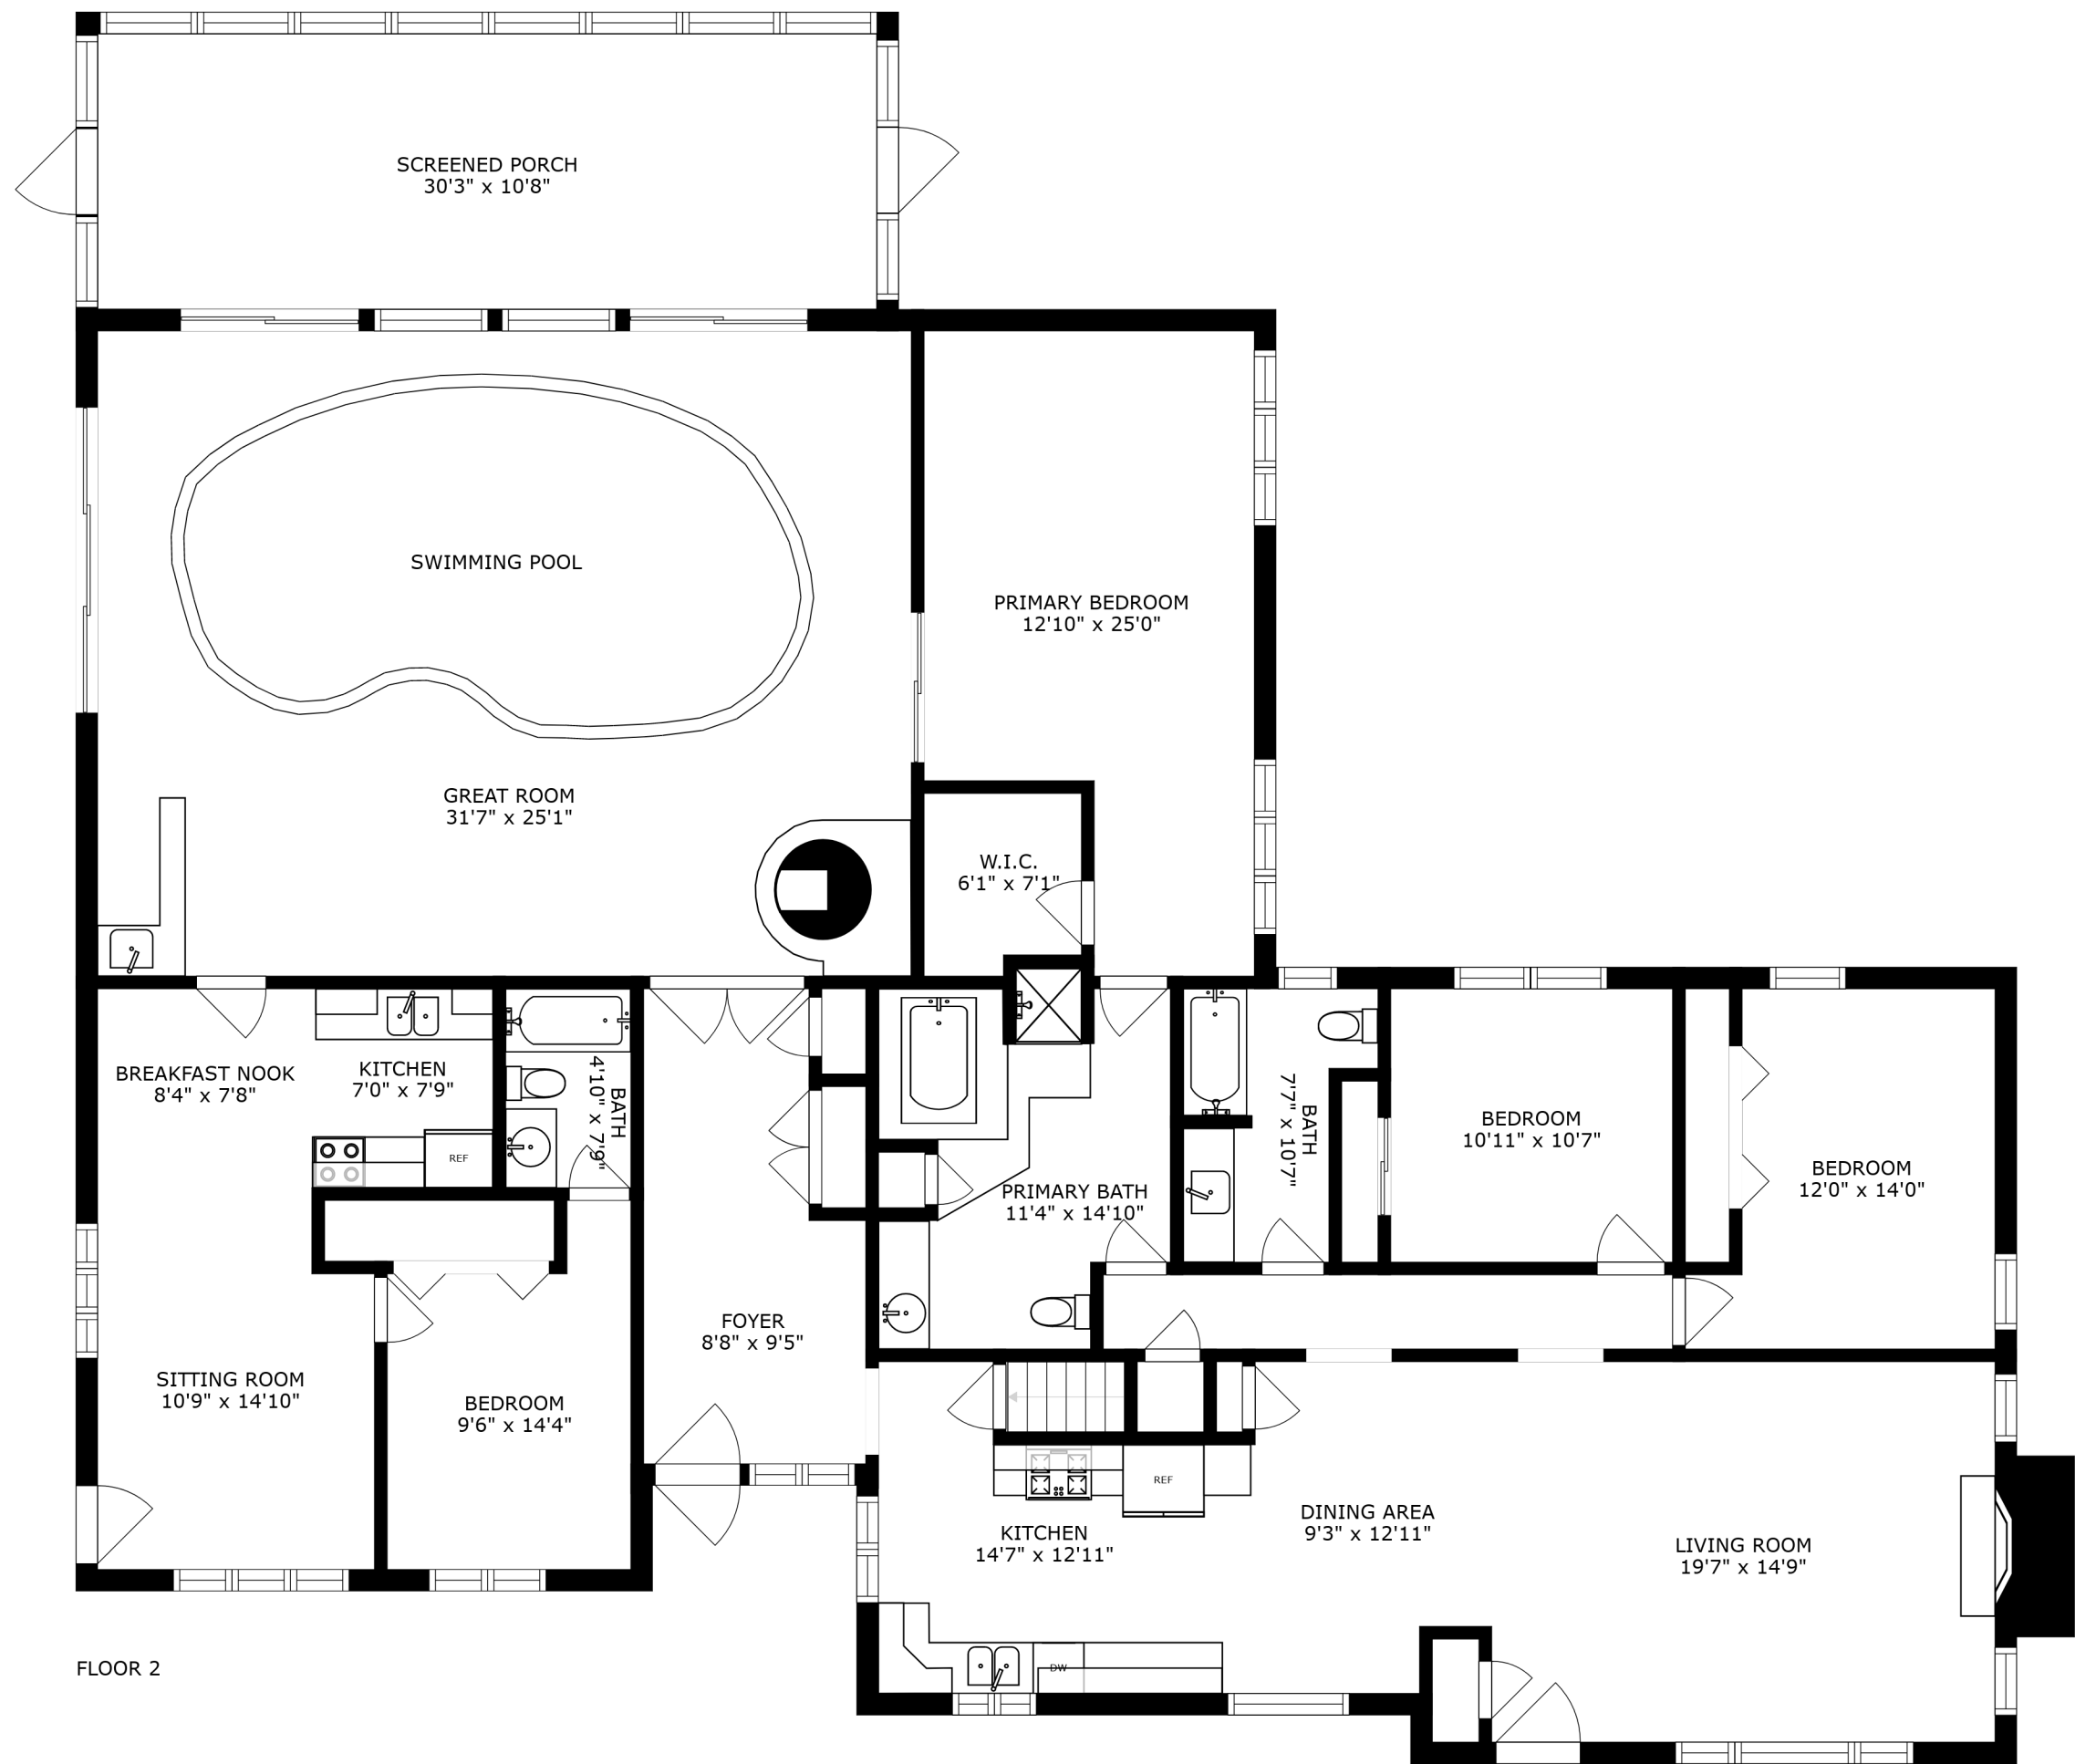 SCREENED PORCH
30'3" x 10'8"
SWIMMING POOL
PRIMARY BEDROOM
12'10" x 25'0"
GREAT ROOM
31'7" x 25'1"
W.I.C.
6'1" x 7'1"
BREAKFAST NOOK
8'4" x 7'8"
KITCHEN
7'0" x 7'9"
REF
BATH
4'10" x 7'9"
BATH
7'7" x 10'7"
BEDROOM
10'11" x 10'7"
BEDROOM
12'0" x 14'0"
PRIMARY BATH
11'4" x 14'10"
FOYER
8'8" x 9'5"
SITTING ROOM
10'9" x 14'10"
BEDROOM
9'6" x 14'4"
REF
KITCHEN
14'7" x 12'11"
DINING AREA
9'3" x 12'11"
LIVING ROOM
19'7" x 14'9"
DW
FLOOR 2